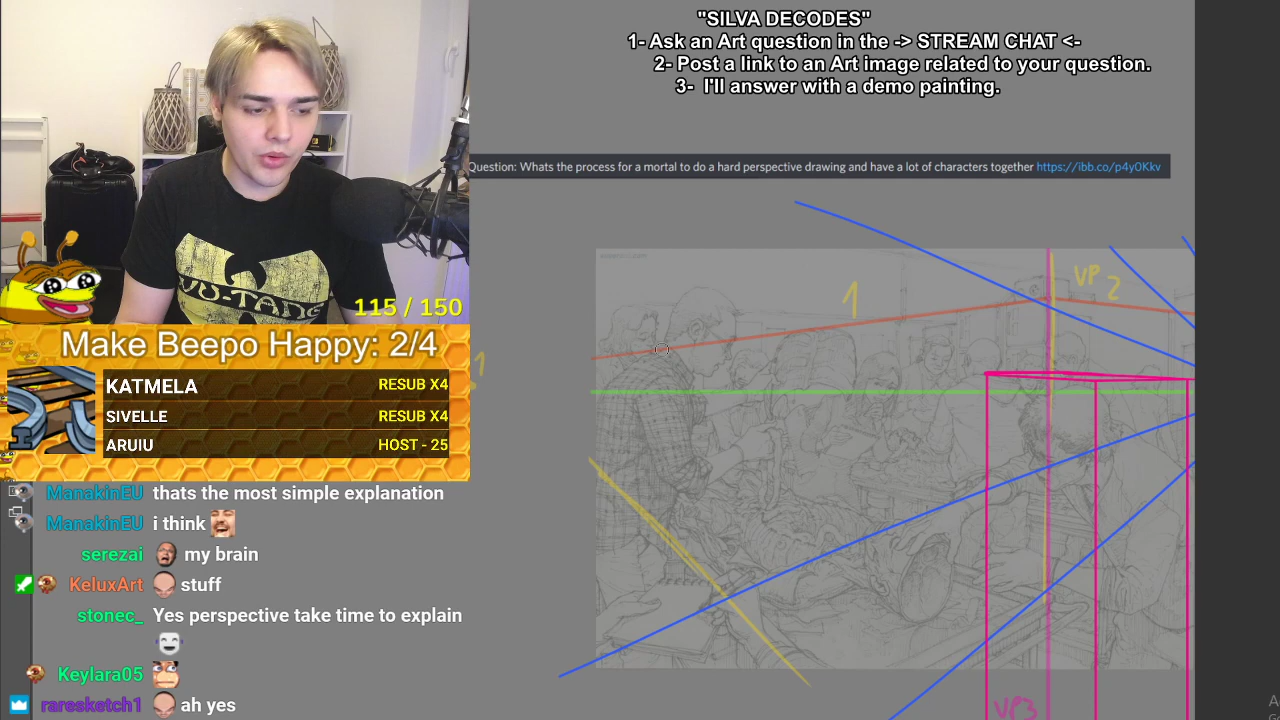 "SILVA DECODES"
1- Ask an Art question in the -> STREAM CHAT <-
2- Post a link to an Art image related to your question.
3- I'll answer with a demo painting.
Question: Whats the process for a mortal to do a hard perspective drawing and have a lot of characters together https://ibb.co/p4y0Kkv
1
VP 2
VP3
WU-TANG
115 / 150
Make Beepo Happy: 2/4
1
KATMELA RESUB X4
SIVELLE RESUB X4
ARUIU HOST - 25
ManakinEU thats the most simple explanation
ManakinEU i think
serezai my brain
KeluxArt stuff
stonec_ Yes perspective take time to explain
Keylara05
raresketch1 ah yes